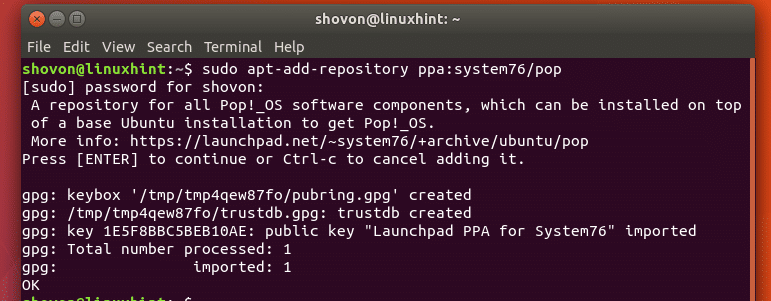 shovon@linuxhint: ~
File Edit View Search Terminal Help
shovon@linuxhint:~$ sudo apt-add-repository ppa:system76/pop
[sudo] password for shovon:
 A repository for all Pop!_OS software components, which can be installed on top
 of a base Ubuntu installation to get Pop!_OS.
 More info: https://launchpad.net/~system76/+archive/ubuntu/pop
Press [ENTER] to continue or Ctrl-c to cancel adding it.

gpg: keybox '/tmp/tmp4qew87fo/pubring.gpg' created
gpg: /tmp/tmp4qew87fo/trustdb.gpg: trustdb created
gpg: key 1E5F8BBC5BEB10AE: public key "Launchpad PPA for System76" imported
gpg: Total number processed: 1
gpg:               imported: 1
OK
shovon@linuxhint:~$